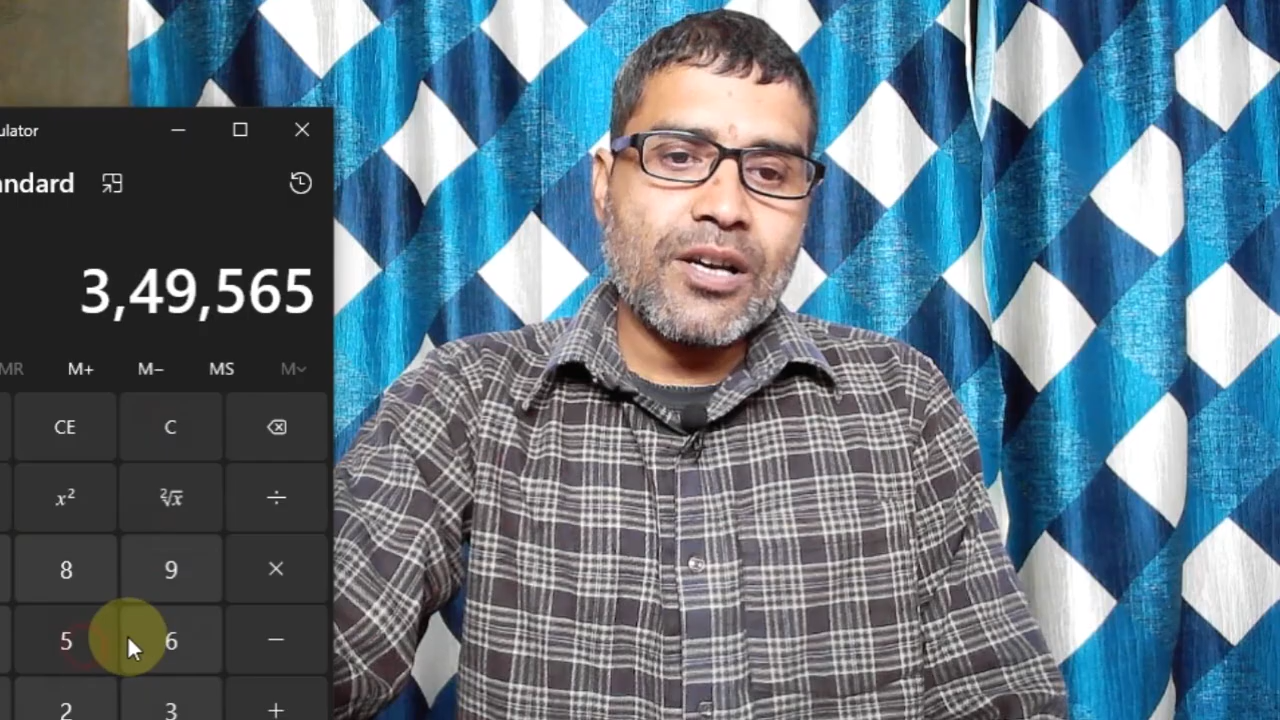 ulator
ndard
3,49,565
MR M+ M− MS M
CE C
x² ²√x ÷
8 9 ×
5 6 −
2 3 +